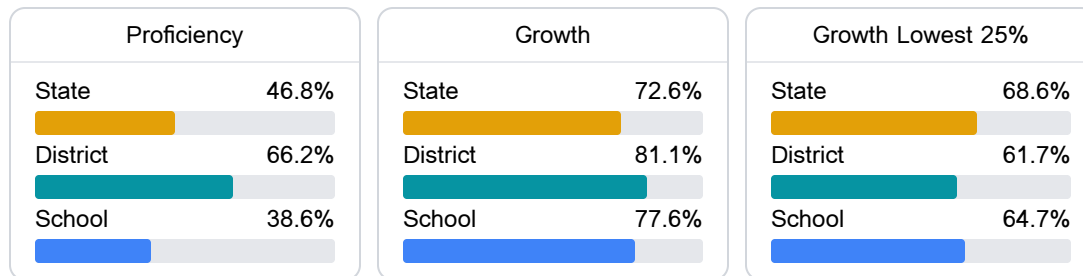 Proficiency
State 46.8%
District 66.2%
School 38.6%
Growth
State 72.6%
District 81.1%
School 77.6%
Growth Lowest 25%
State 68.6%
District 61.7%
School 64.7%